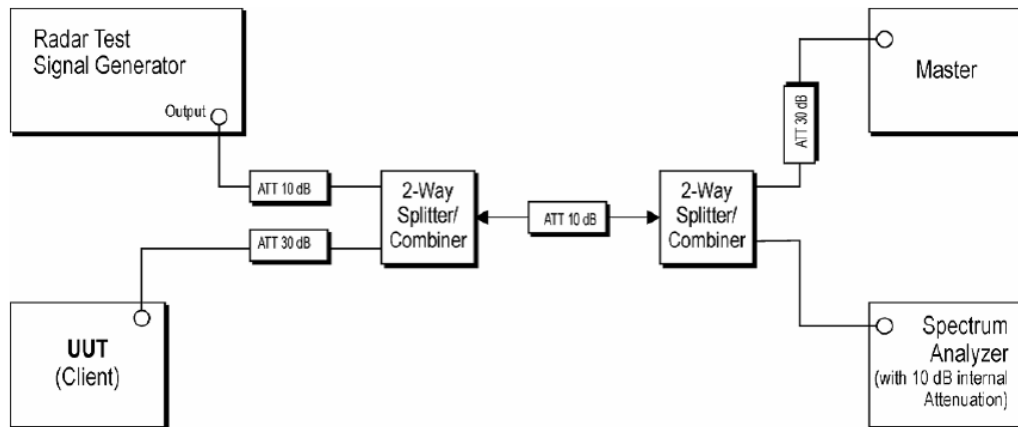 Radar Test
Signal Generator
Output
ATT 10 dB
ATT 30 dB
UUT
(Client)
2-Way
Splitter/
Combiner
ATT 10 dB
2-Way
Splitter/
Combiner
ATT 30 dB
Master
Spectrum
Analyzer
(with 10 dB internal
Attenuation)